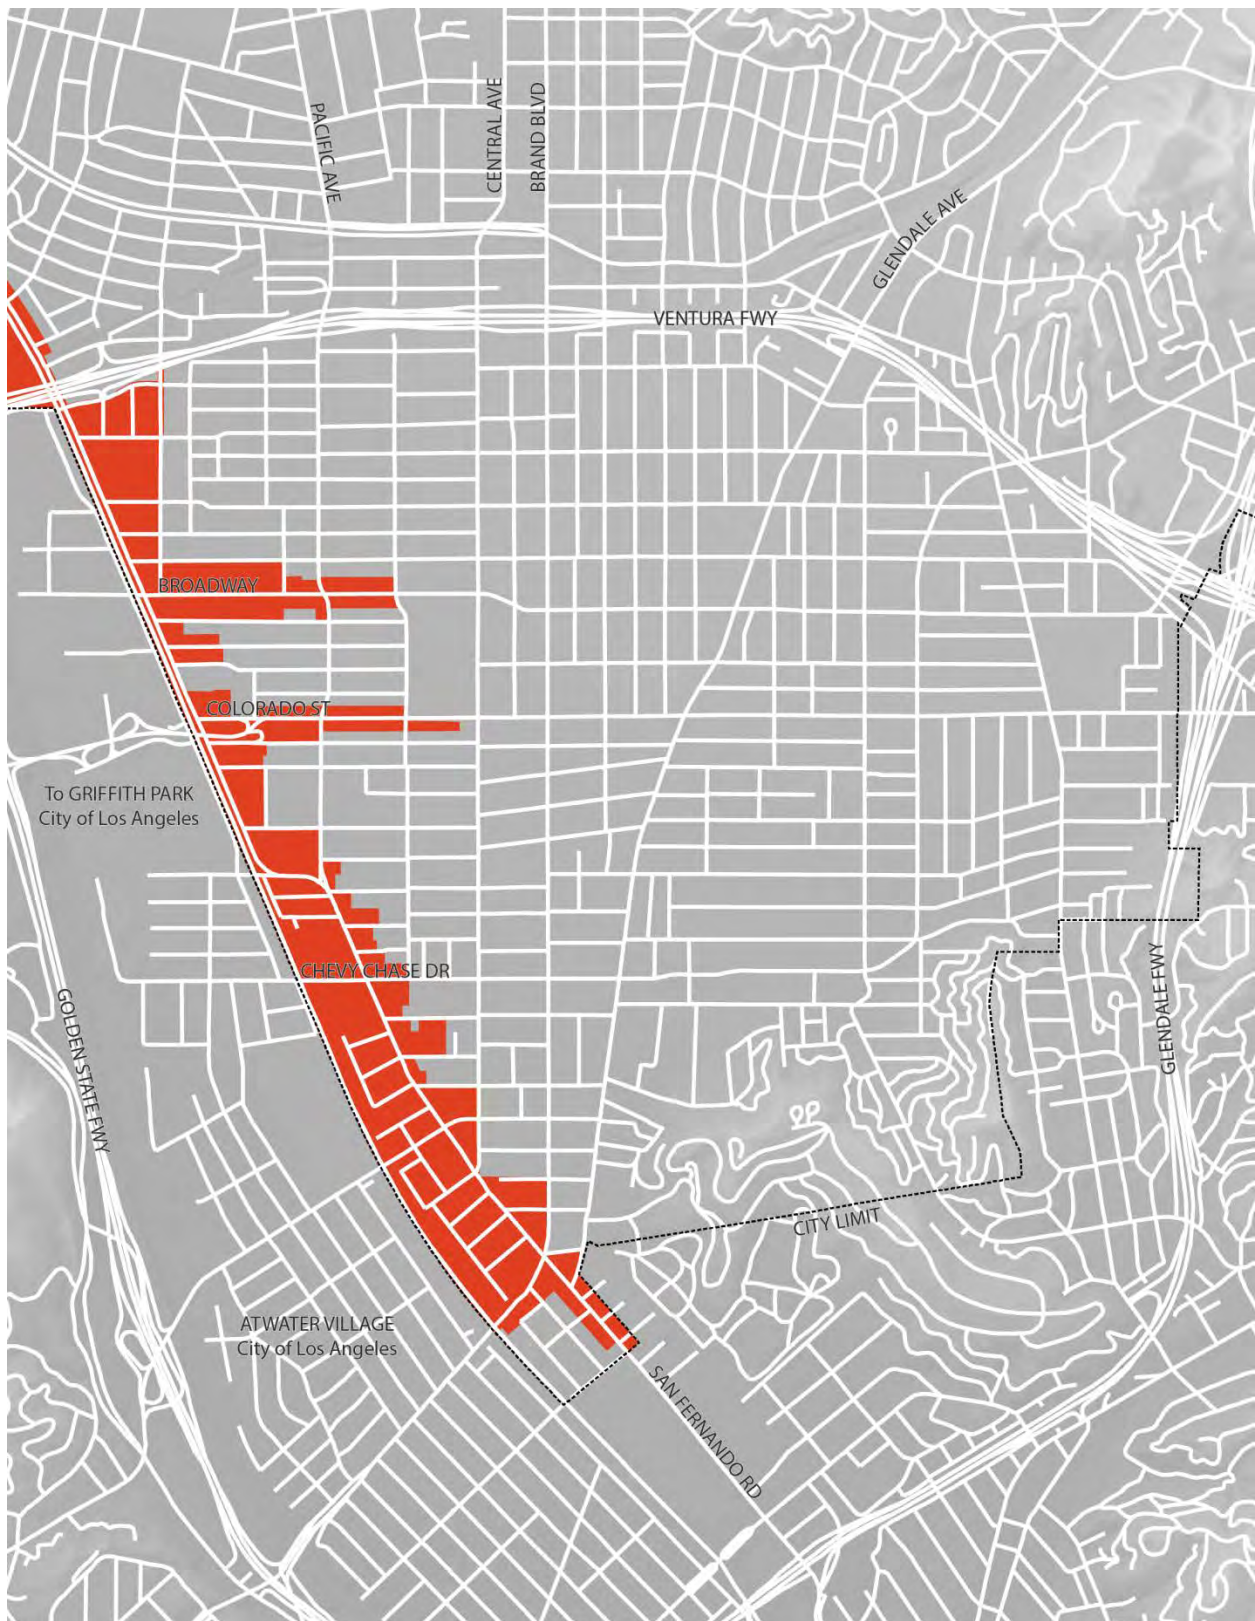 PACIFIC AVE
CENTRAL AVE
BRAND BLVD
GLENDALE AVE
VENTURA FWY
BROADWAY
COLORADO ST
To GRIFFITH PARK
City of Los Angeles
CHEVY CHASE DR
GOLDEN STATE FWY
GLENDALE FWY
CITY LIMIT
ATWATER VILLAGE
City of Los Angeles
SAN FERNANDO RD